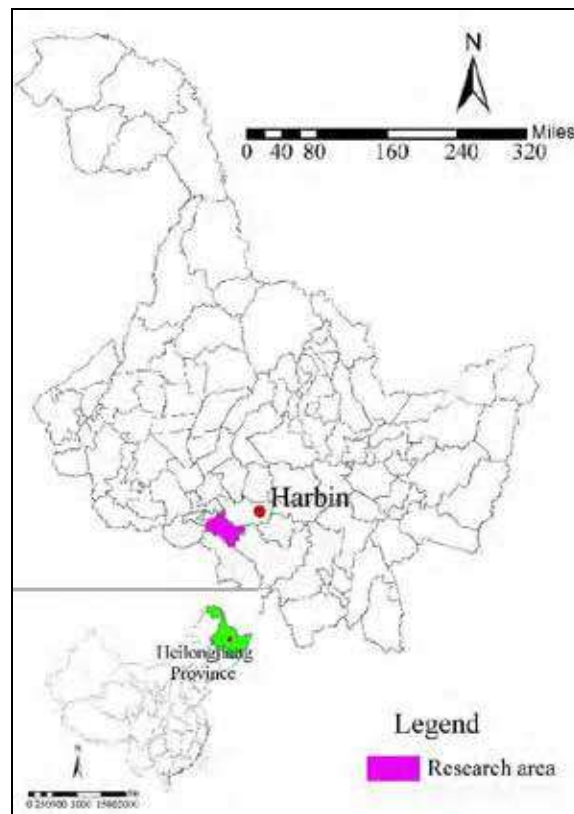 N
Miles
0 40 80 160 240 320
Harbin
Heilongjiang
Province
Legend
N
Research area